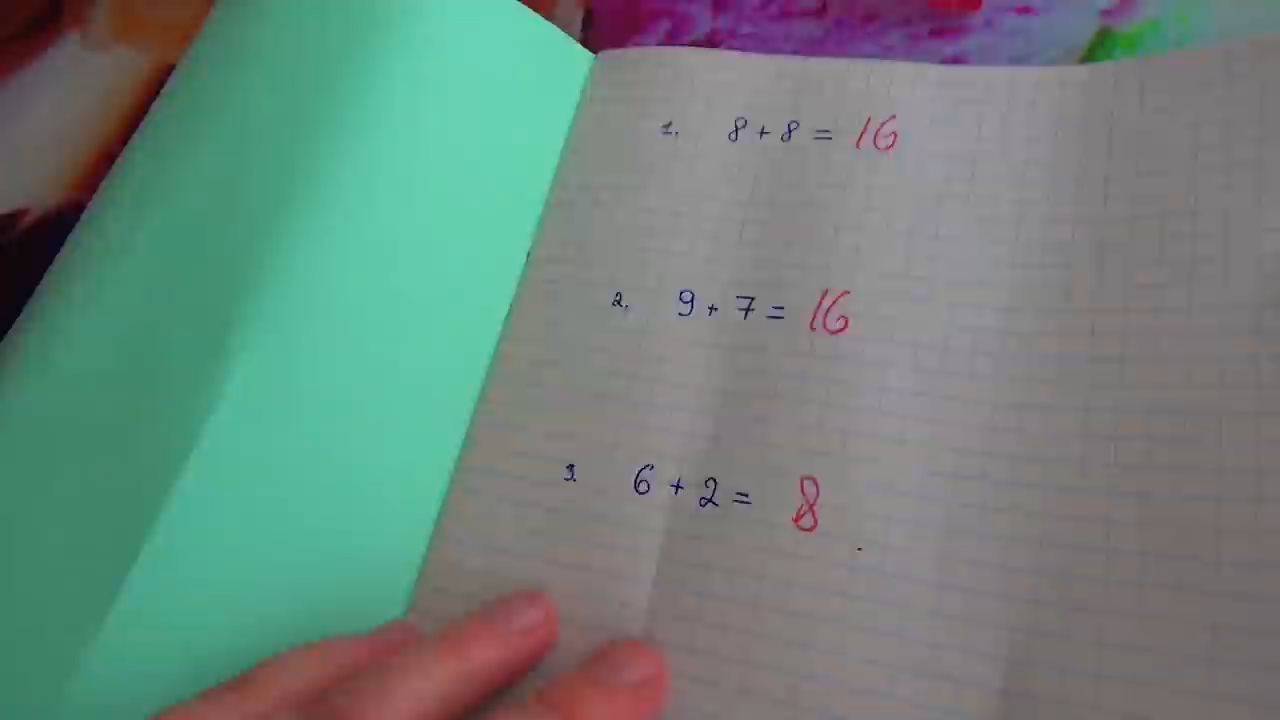 1. 8 + 8 = 16
2. 9 + 7 = 16
3. 6 + 2 = 8